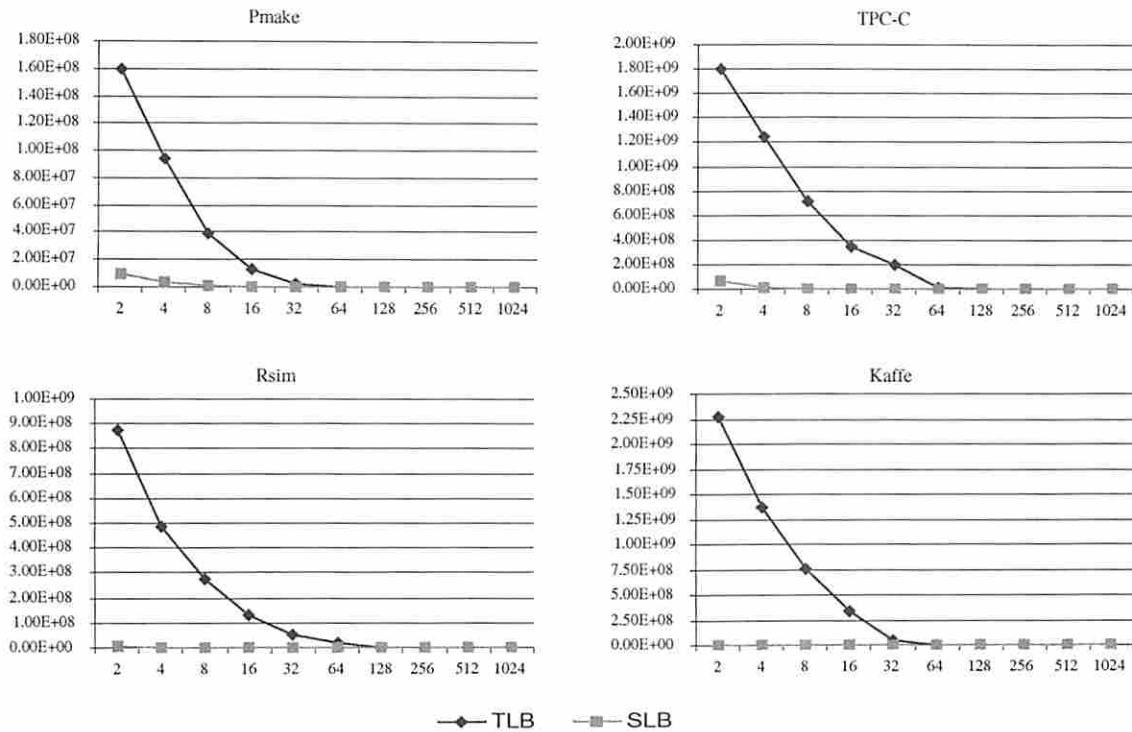 Pmake
1.80E+08
1.60E+08
1.40E+08
1.20E+08
1.00E+08
8.00E+07
6.00E+07
4.00E+07
2.00E+07
0.00E+00
2 4 8 16 32 64 128 256 512 1024
TPC-C
2.00E+09
1.80E+09
1.60E+09
1.40E+09
1.20E+09
1.00E+09
8.00E+08
6.00E+08
4.00E+08
2.00E+08
0.00E+00
2 4 8 16 32 64 128 256 512 1024
Rsim
1.00E+09
9.00E+08
8.00E+08
7.00E+08
6.00E+08
5.00E+08
4.00E+08
3.00E+08
2.00E+08
1.00E+08
0.00E+00
2 4 8 16 32 64 128 256 512 1024
Kaffe
2.50E+09
2.25E+09
2.00E+09
1.75E+09
1.50E+09
1.25E+09
1.00E+09
7.50E+08
5.00E+08
2.50E+08
0.00E+00
2 4 8 16 32 64 128 256 512 1024
TLB SLB